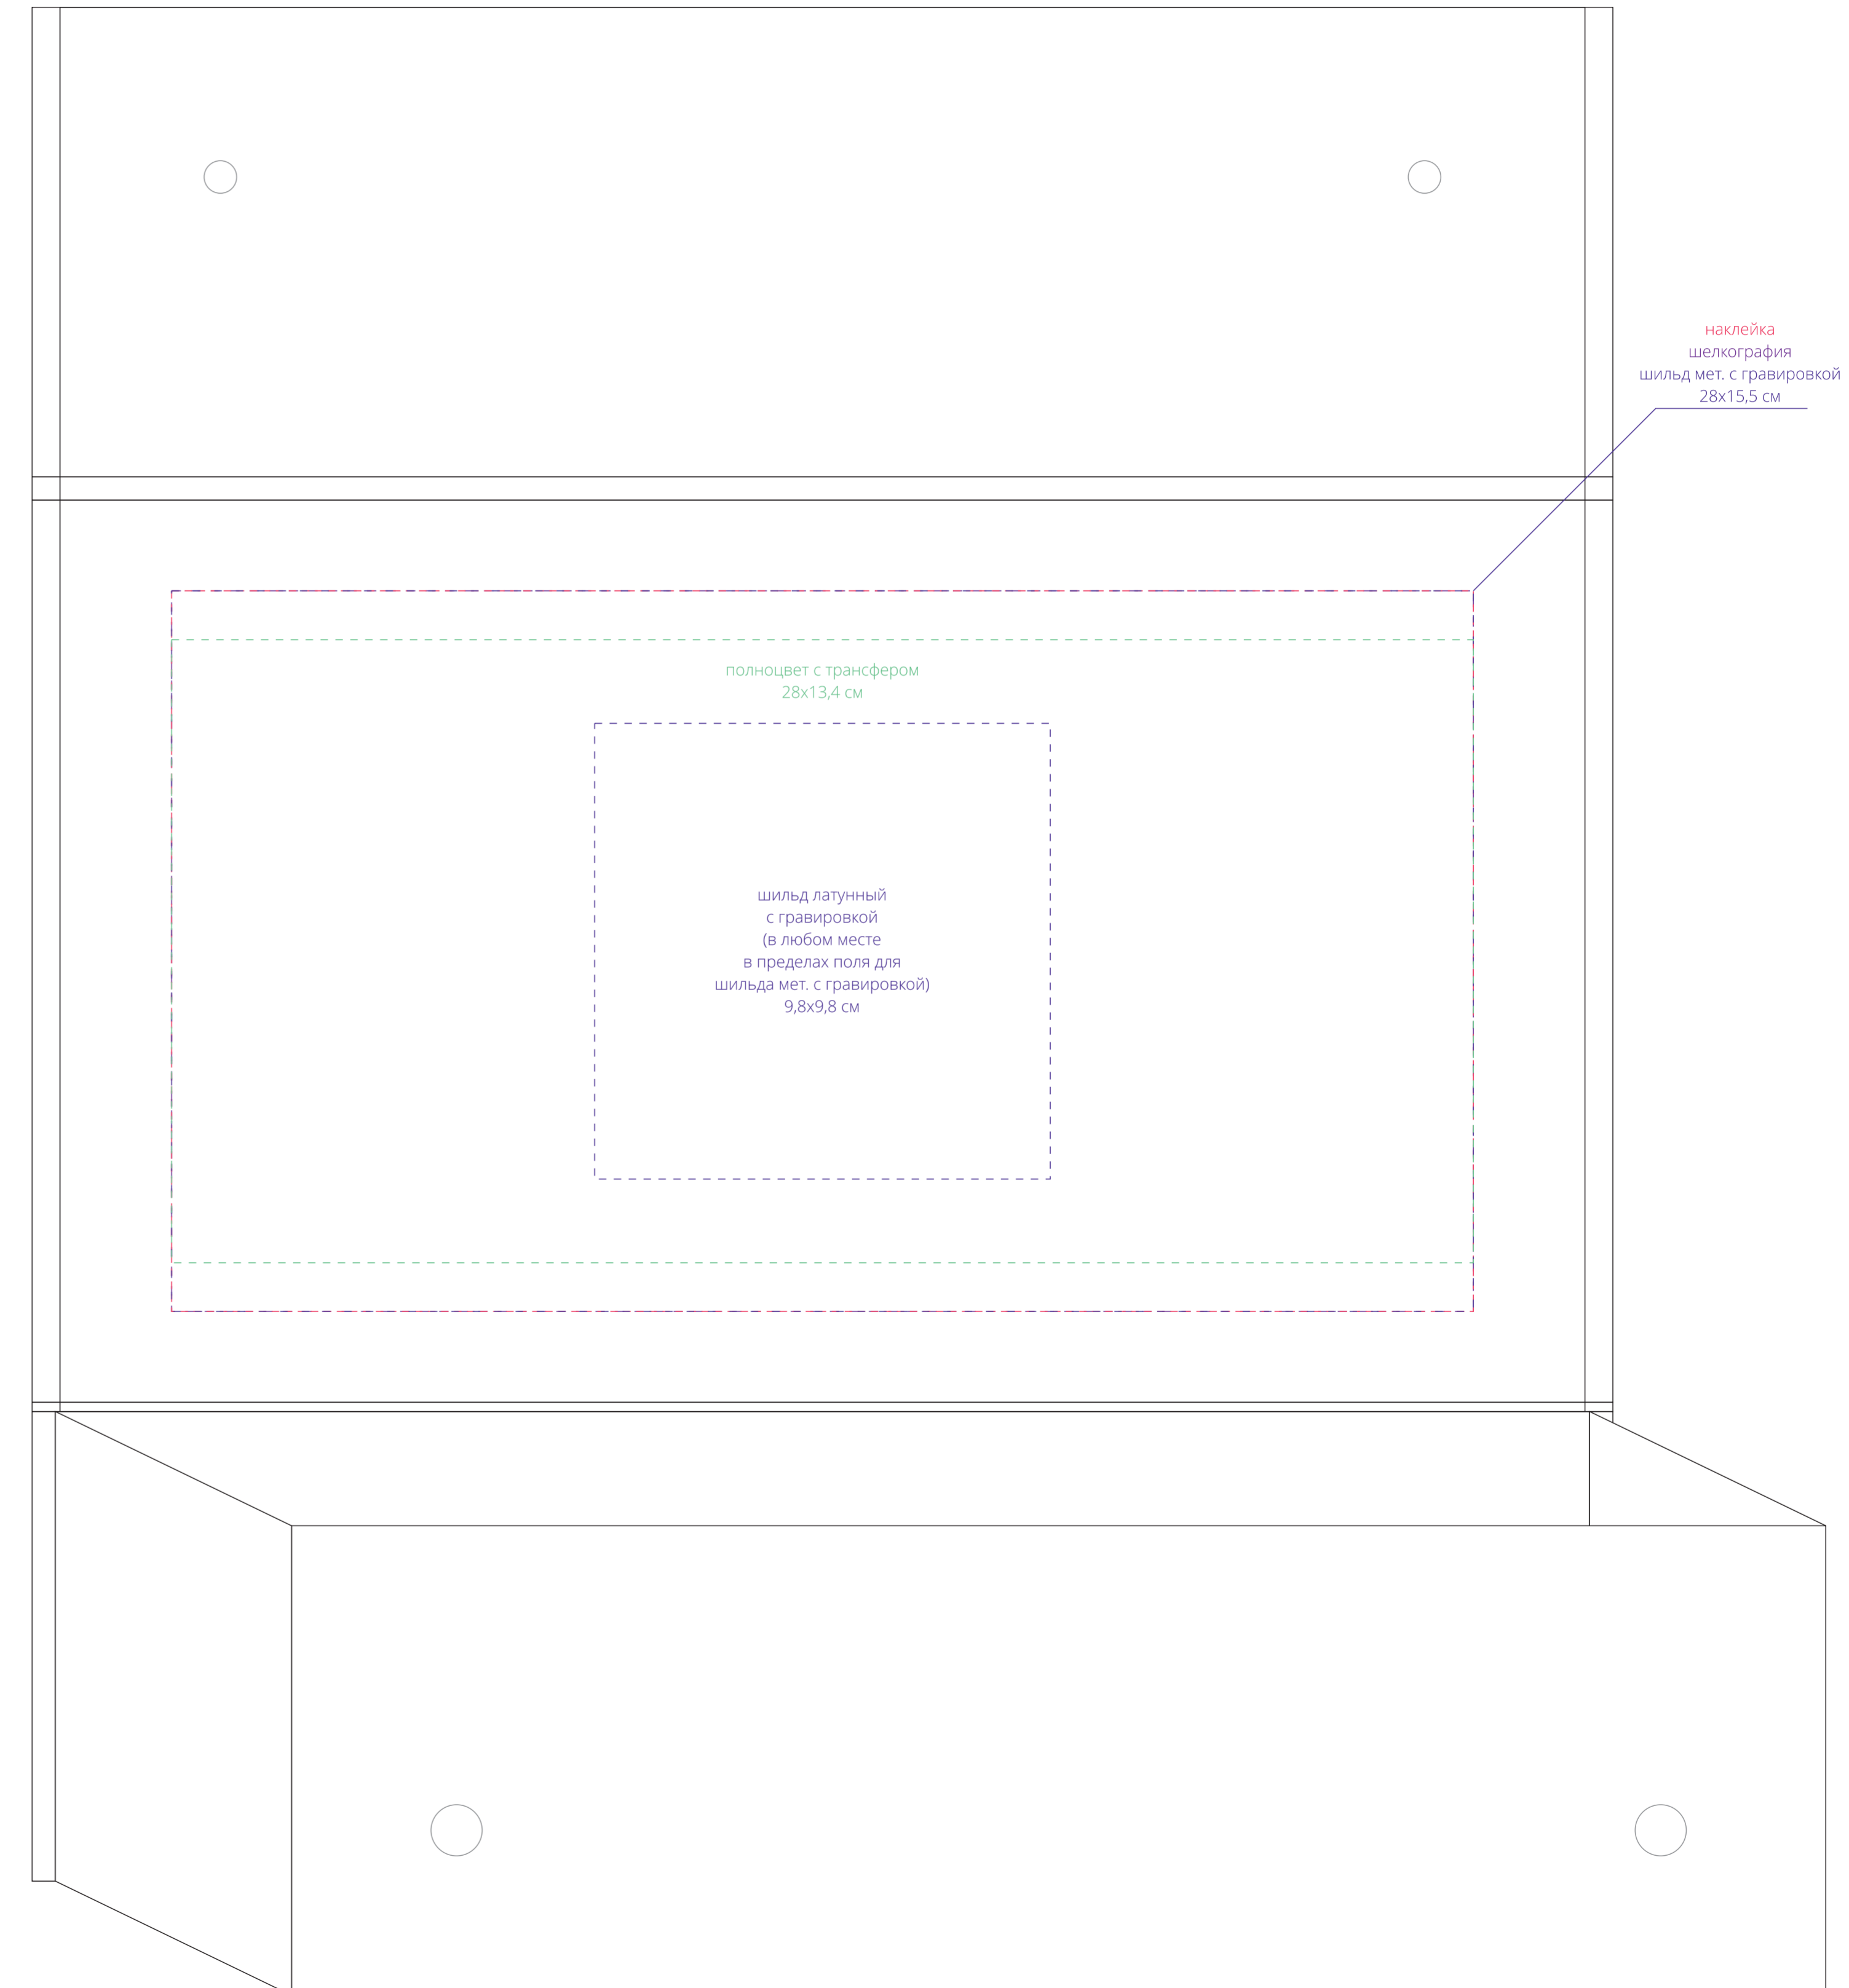 наклейка
шелкография
шильд мет. с гравировкой
28х15,5 см
полноцвет с трансфером
28х13,4 см
шильд латунный
с гравировкой
(в любом месте
в пределах поля для
шильда мет. с гравировкой)
9,8х9,8 см